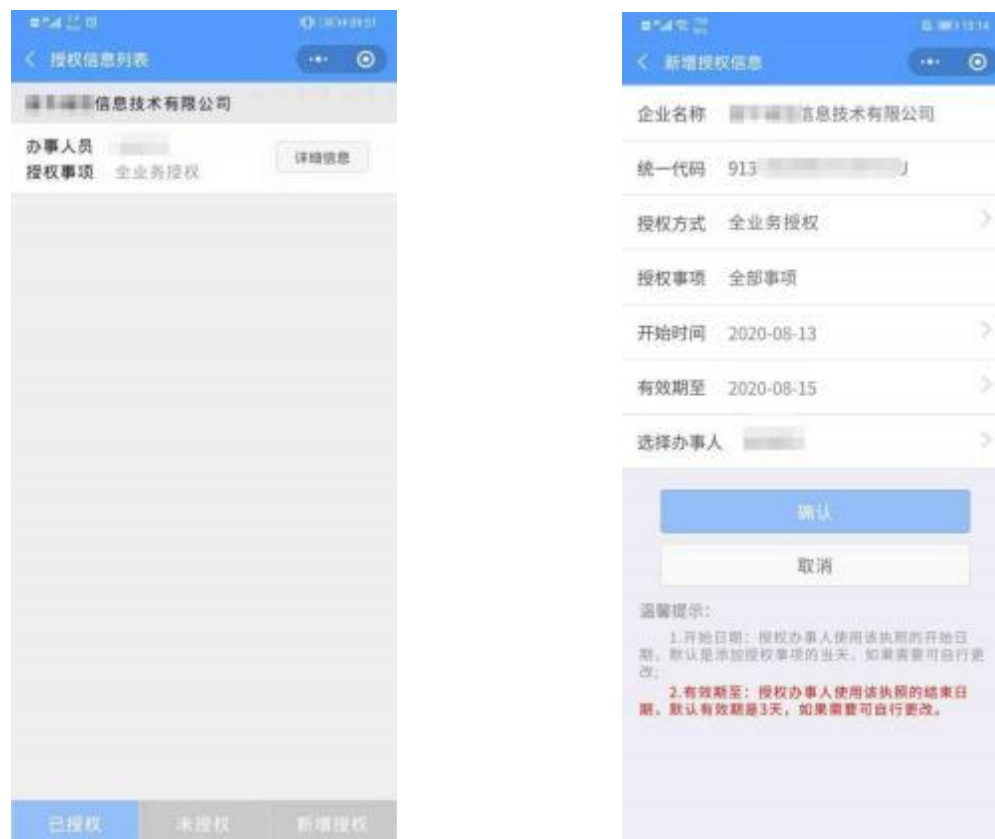 授权信息列表
信息技术有限公司
办事人员
授权事项 全业务授权
详细信息
已授权 未授权 新增授权
新增授权信息
企业名称 信息技术有限公司
统一代码 913 J
授权方式 全业务授权
授权事项 全部事项
开始时间 2020-08-13
有效期至 2020-08-15
选择办事人
确认
取消
温馨提示:
1.开始日期：授权办事人使用该执照的开始日
期，默认是添加授权事项的当天，如果需要可自行更
改;
2.有效期至：授权办事人使用该执照的结束日
期，默认有效期是3天，如果需要可自行更改。